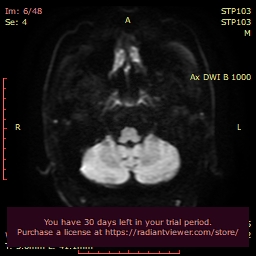 Im: 6/48
Se: 4
A
STP103
STP103
M
Ax DWI B 1000
R
L
You have 30 days left in your trial period.
Purchase a license at https://radiantviewer.com/store/